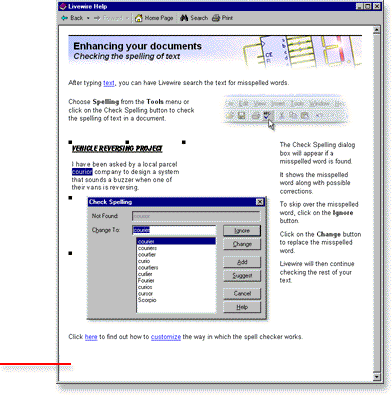 Livewire Help
Back Forward Home Page Search Print
Enhancing your documents
Checking the spelling of text
After typing text, you can have Livewire search the text for misspelled words.
Choose Spelling from the Tools menu or
click on the Check Spelling button to check
the spelling of text in a document.
Edit View Insert Tools Window
VEHICLE REVERSING PROJECT
I have been asked by a local parcel
courior company to design a system
that sounds a buzzer when one of
their vans is reversing.
The Check Spelling dialog
box will appear if a
misspelled word is found.
It shows the misspelled
word along with possible
corrections.
To skip over the misspelled
word, click on the Ignore
button.
Click on the Change button
to replace the misspelled
word.
Livewire will then continue
checking the rest of your
text.
Check Spelling
Not Found: courior
Change To: courier
courier
couriers
courtier
curio
courtiers
curlier
Fourier
curios
cursor
Scorpio
Ignore
Change
Add
Suggest
Cancel
Help
Click here to find out how to customize the way in which the spell checker works.